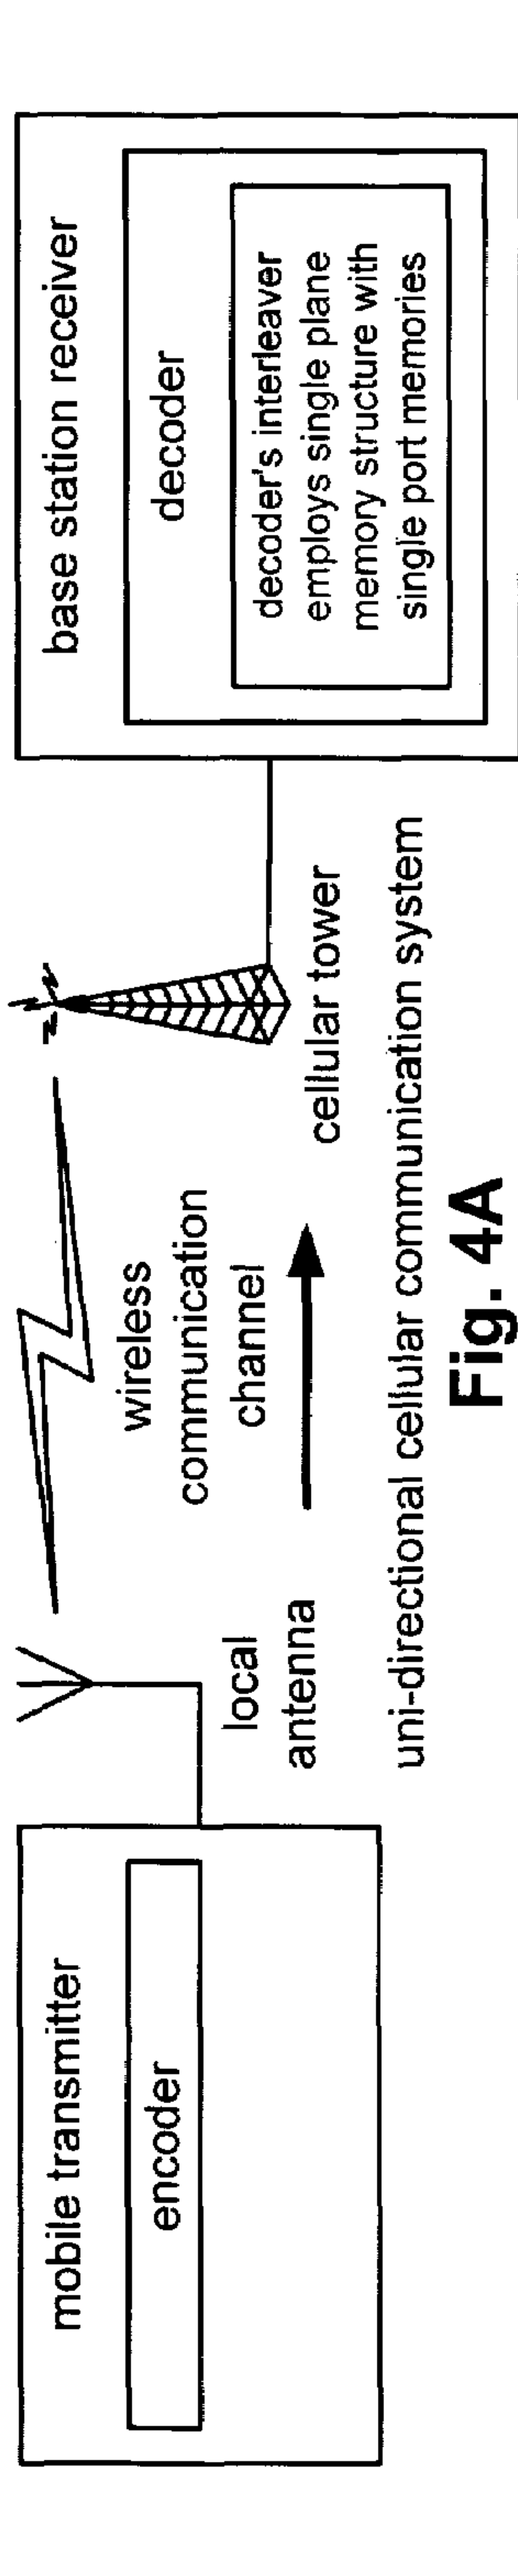 mobile transmitter
encoder
local
antenna
wireless
communication
channel
cellular tower
base station receiver
decoder
decoder's interleaver
employs single plane
memory structure with
single port memories
uni-directional cellular communication system
Fig. 4A